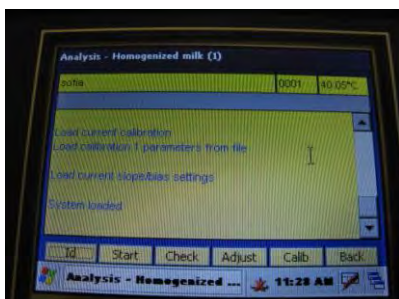 Analysis - Homogenized milk (1)
sofia 0001 40.05°C
Load current calibration
Load calibration 1 parameters from file
Load current slope/bias settings
System loaded
Id Start Check Adjust Calib Back
Analysis - Homogenized ... 11:28 AM